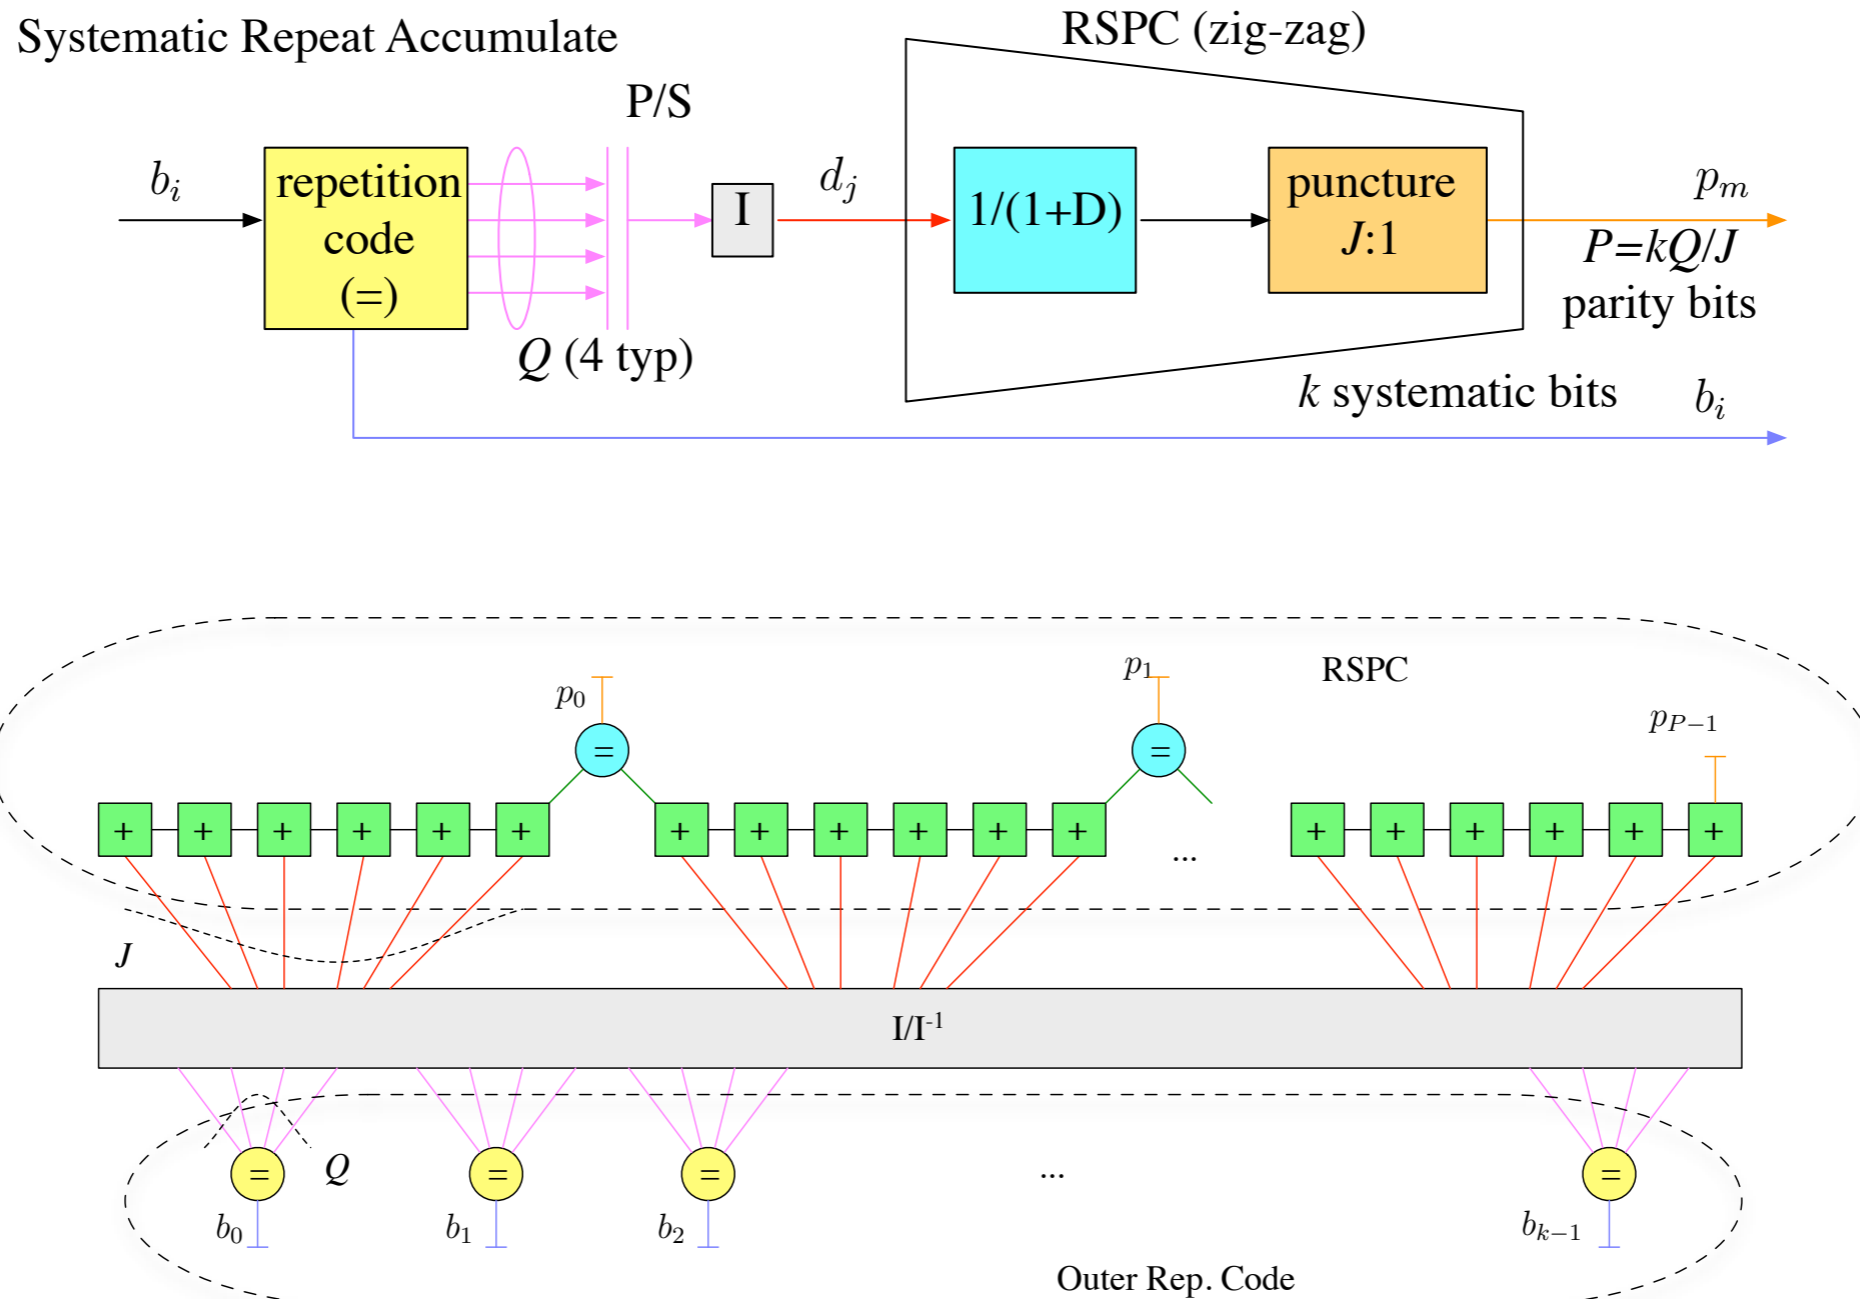 Systematic Repeat Accumulate
RSPC (zig-zag)
P/S
b_i
repetition
code
(=)
Q (4 typ)
I
d_j
1/(1+D)
puncture
J:1
p_m
P=kQ/J
parity bits
k systematic bits
b_i
RSPC
p_0
p_1
p_{P−1}
= =
+ + + + + + + + + + + + ... + + + + + +
J
I/I^{-1}
= = = ... =
Q
b_0 b_1 b_2 b_{k−1}
Outer Rep. Code